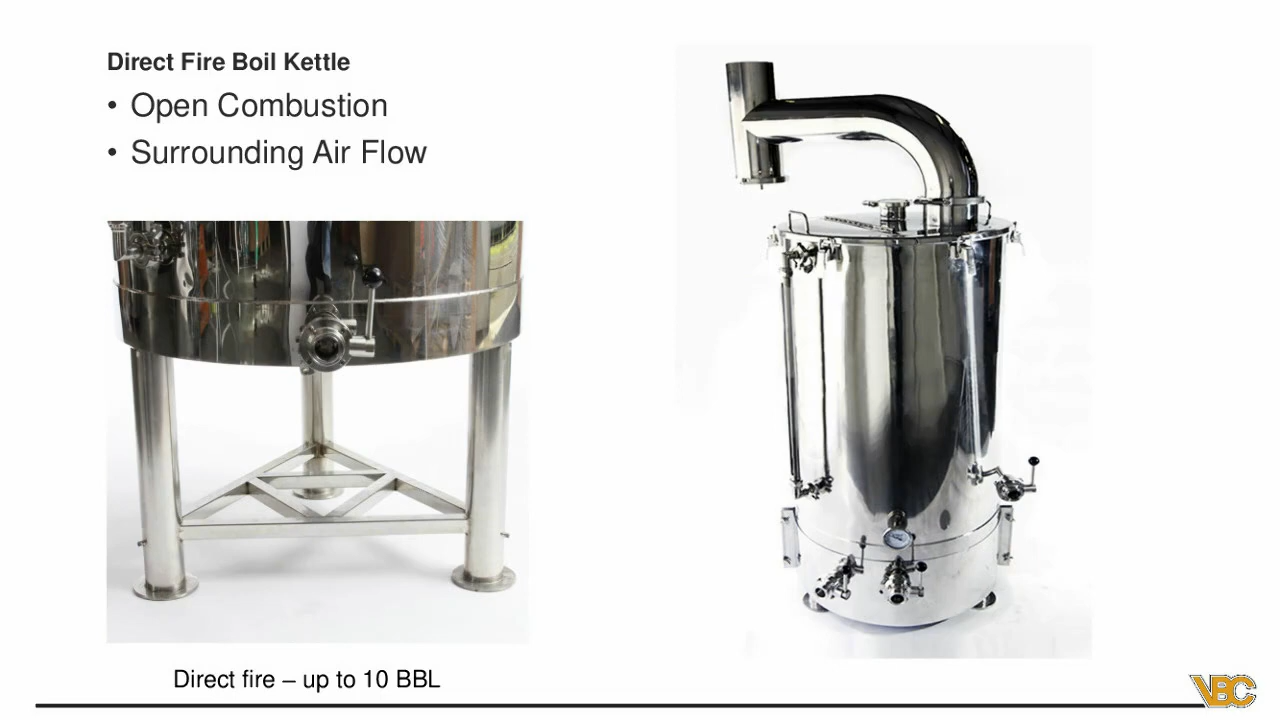 Direct Fire Boil Kettle
• Open Combustion
• Surrounding Air Flow
Direct fire – up to 10 BBL
VBC